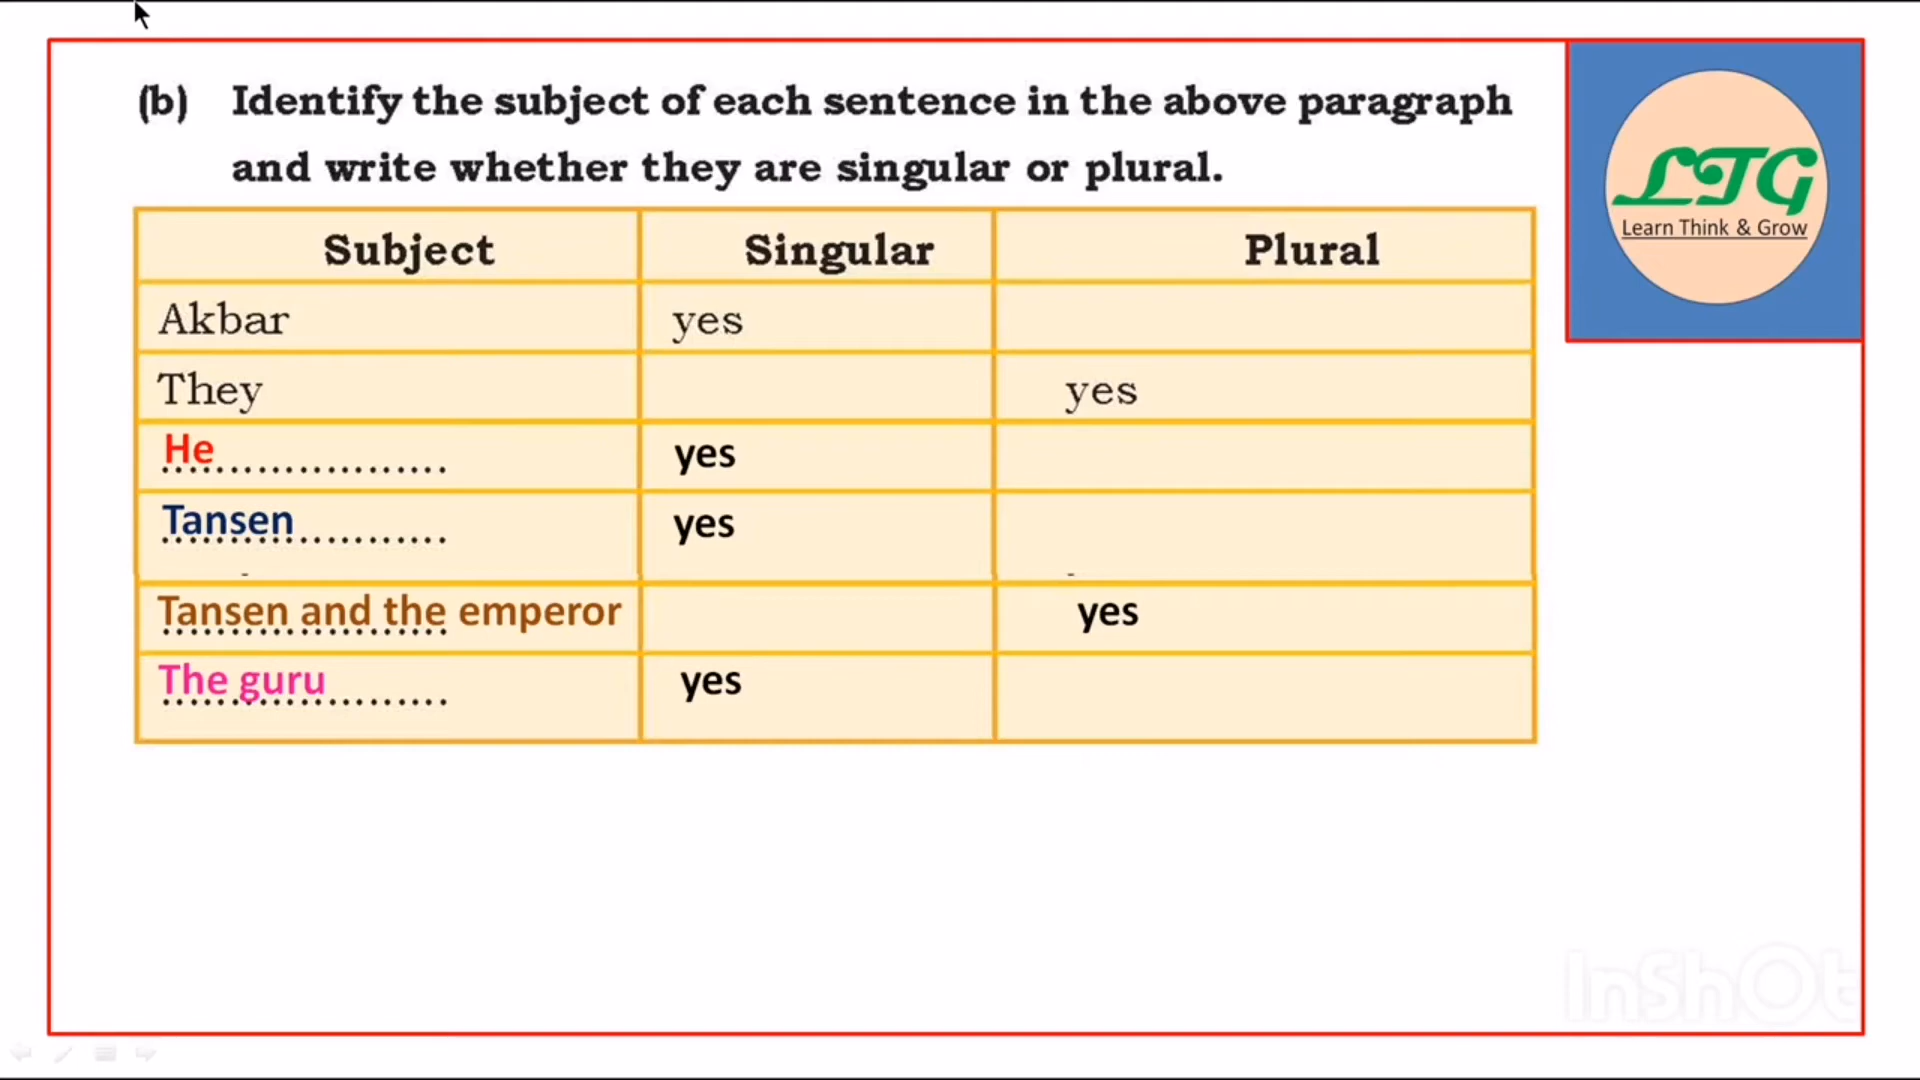 (b) Identify the subject of each sentence in the above paragraph
and write whether they are singular or plural.
LTG
Learn Think & Grow
Subject Singular Plural
Akbar yes
They yes
He yes
Tansen yes
Tansen and the emperor yes
The guru yes
InShOt